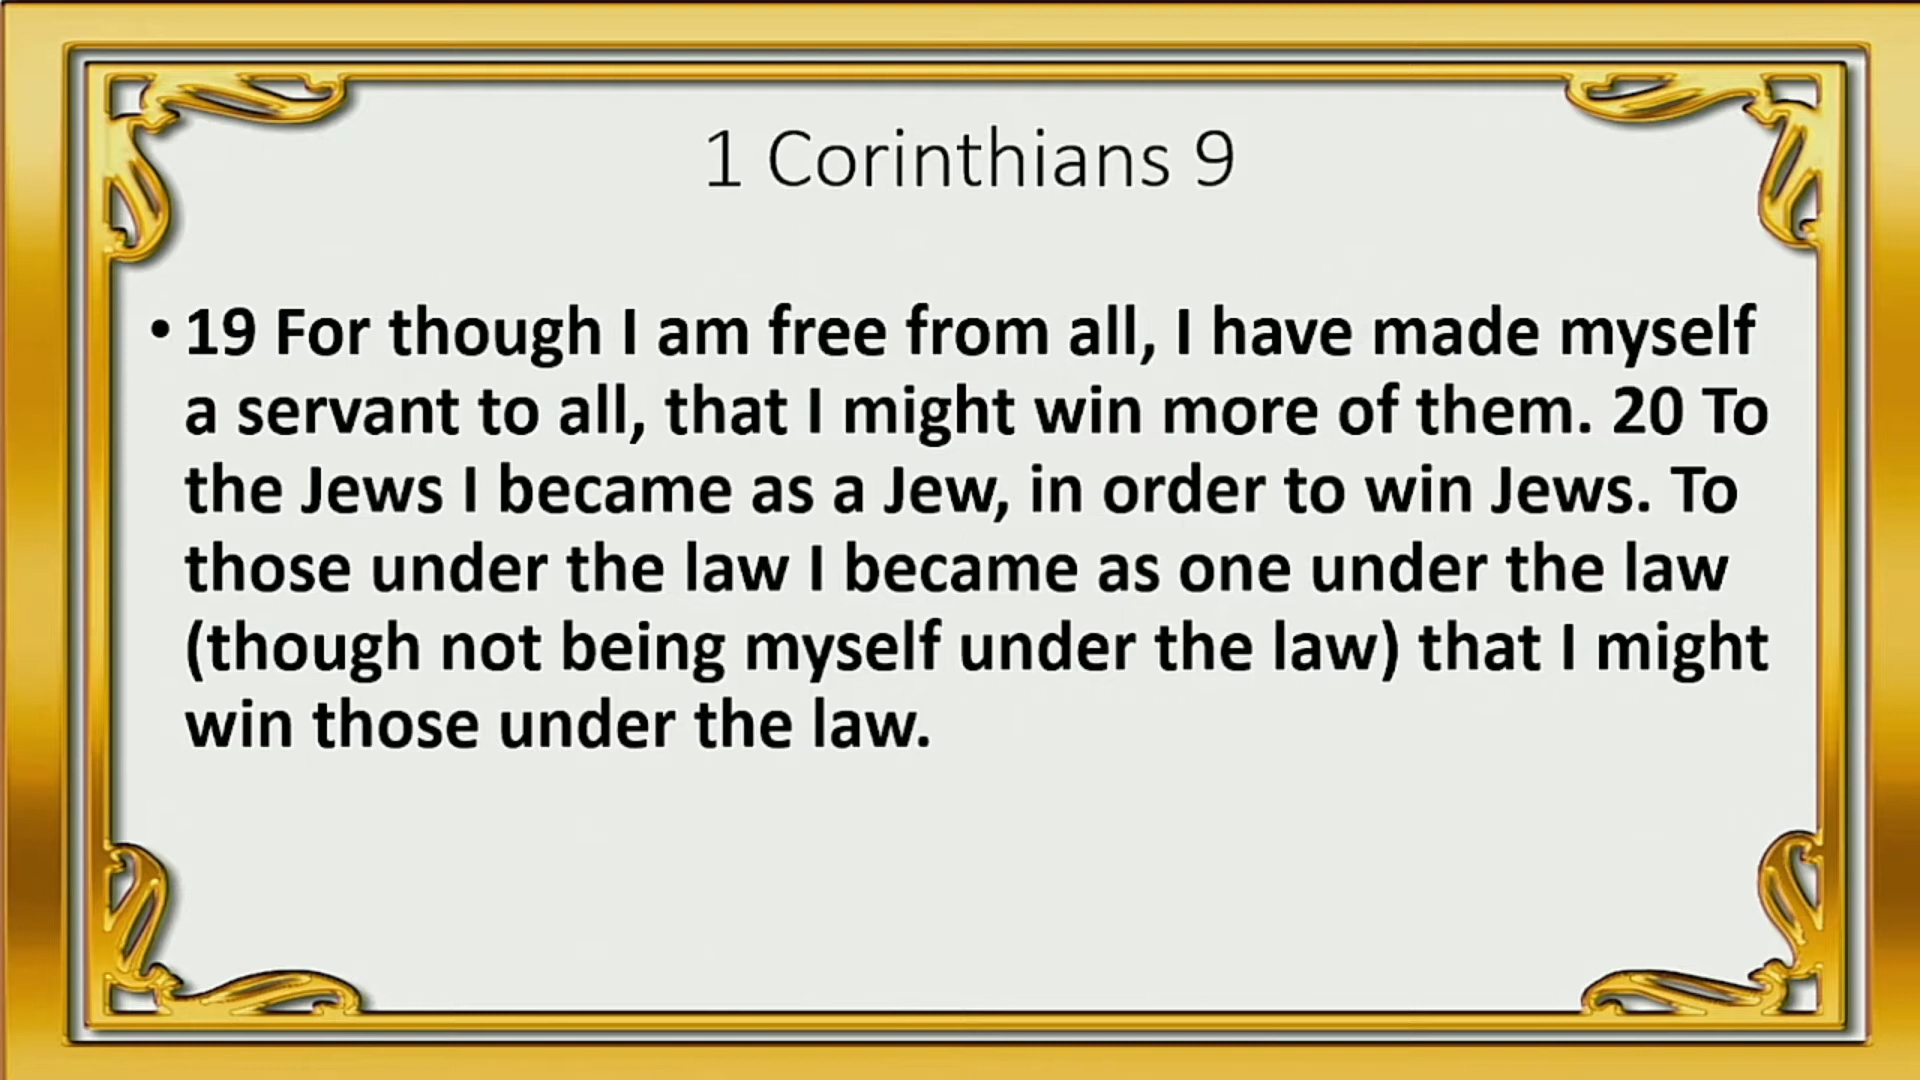 1 Corinthians 9
• 19 For though I am free from all, I have made myself
a servant to all, that I might win more of them. 20 To
the Jews I became as a Jew, in order to win Jews. To
those under the law I became as one under the law
(though not being myself under the law) that I might
win those under the law.